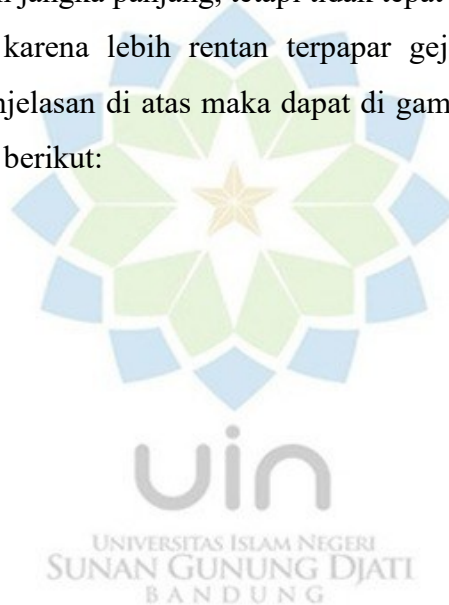 jangka panjang, tetapi tidak tepat
karena lebih rentan terpapar gej
jelasan di atas maka dapat di gam
berikut:
uin
UNIVERSITAS ISLAM NEGERI
SUNAN GUNUNG DJATI
BANDUNG